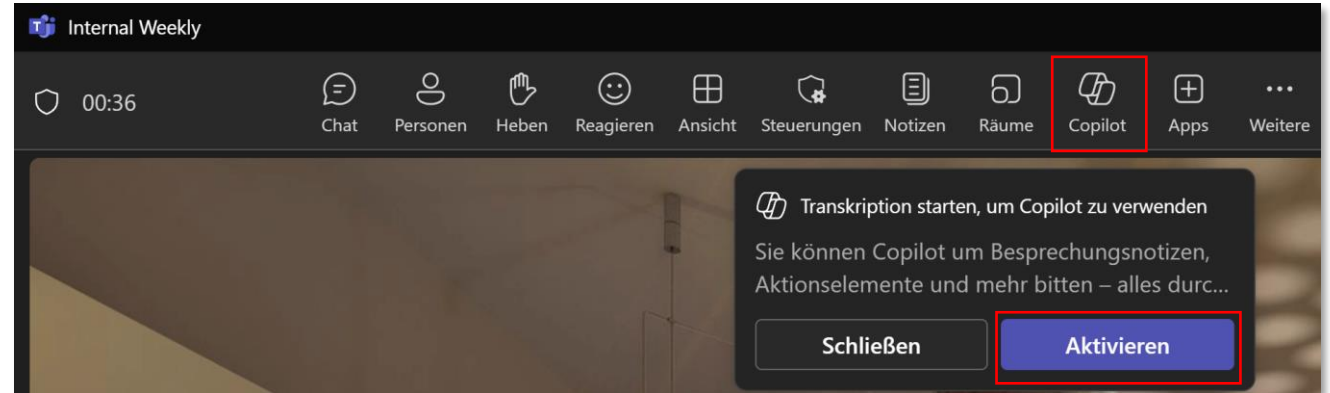 Internal Weekly
00:36
Chat Personen Heben Reagieren Ansicht Steuerungen Notizen Räume Copilot Apps Weitere
Transkription starten, um Copilot zu verwenden
Sie können Copilot um Besprechungsnotizen,
Aktionselemente und mehr bitten – alles durc...
Schließen Aktivieren